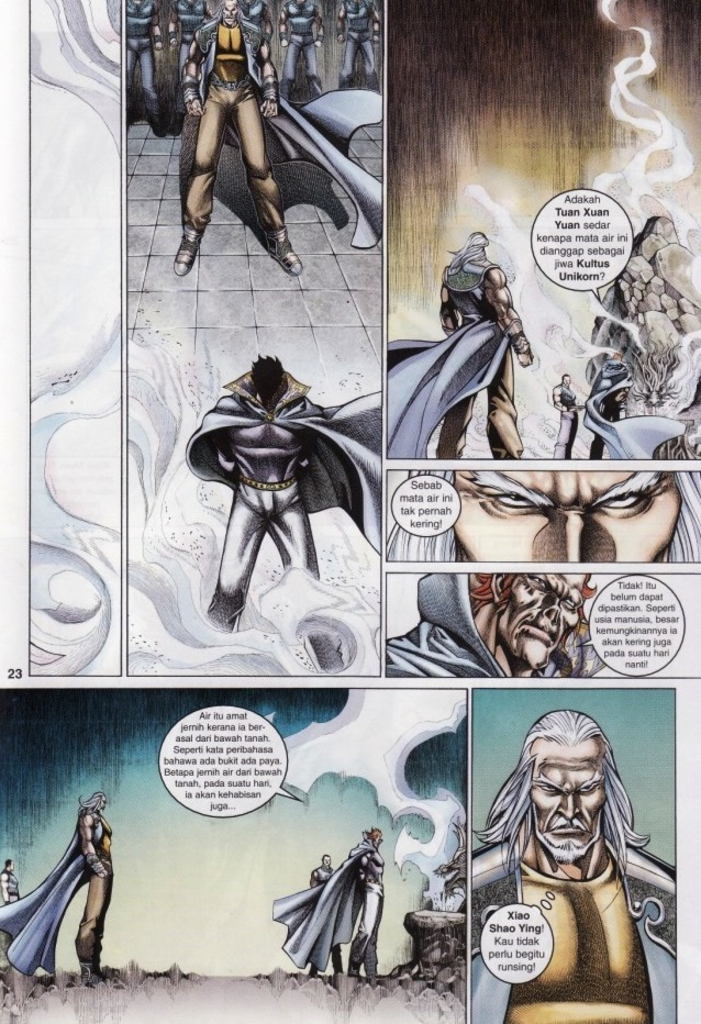 Adakah
Tuan Xuan
Yuan sedar
kenapa mata air ini
dianggap sebagai
jiwa Kultus
Unikorn?
Sebab
mata air ini
tak pernah
kering!
Tidak! Itu
belum dapat
dipastikan. Seperti
usia manusia, besar
kemungkinannya ia
akan kering juga
pada suatu hari
nanti!
23
Air itu amat
jernih kerana ia ber-
asal dari bawah tanah.
Seperti kata peribahasa
bahawa ada bukit ada paya.
Betapa jernih air dari bawah
tanah, pada suatu hari,
ia akan kehabisan
juga...
Xiao
Shao Ying!
Kau tidak
perlu begitu
runsing!